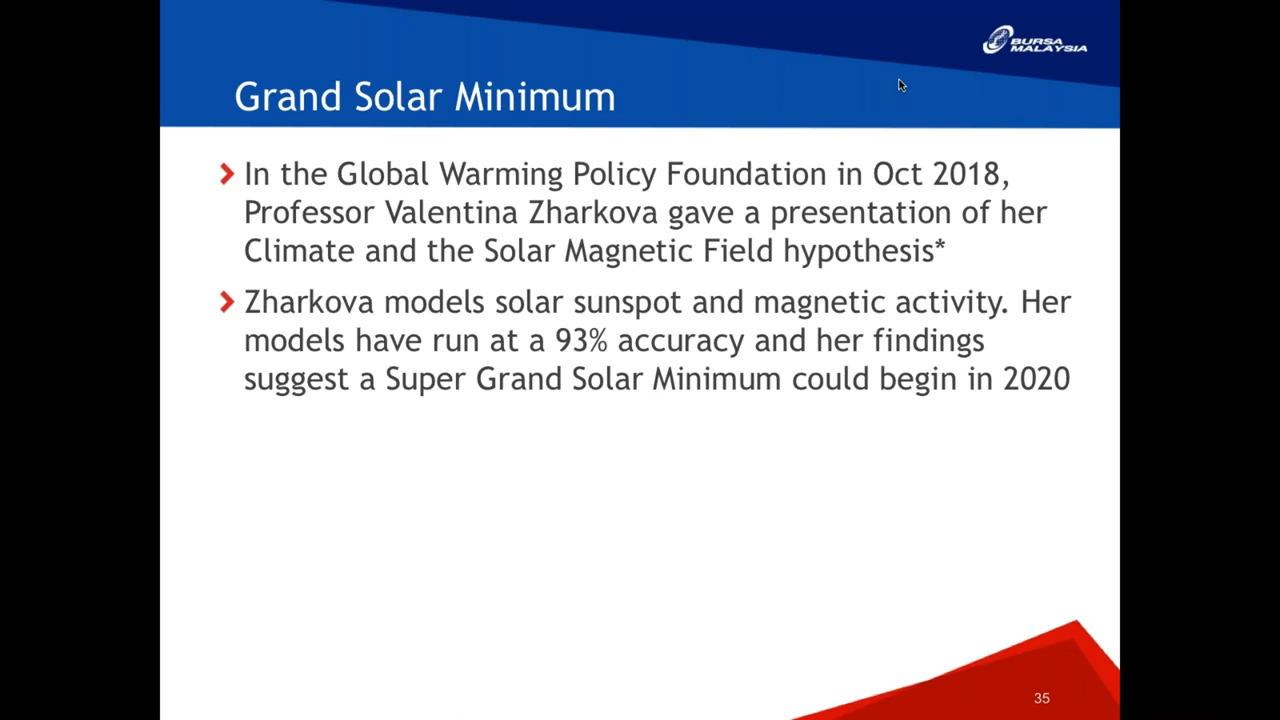 BURSA
MALAYSIA
Grand Solar Minimum
In the Global Warming Policy Foundation in Oct 2018,
Professor Valentina Zharkova gave a presentation of her
Climate and the Solar Magnetic Field hypothesis*
Zharkova models solar sunspot and magnetic activity. Her
models have run at a 93% accuracy and her findings
suggest a Super Grand Solar Minimum could begin in 2020
35